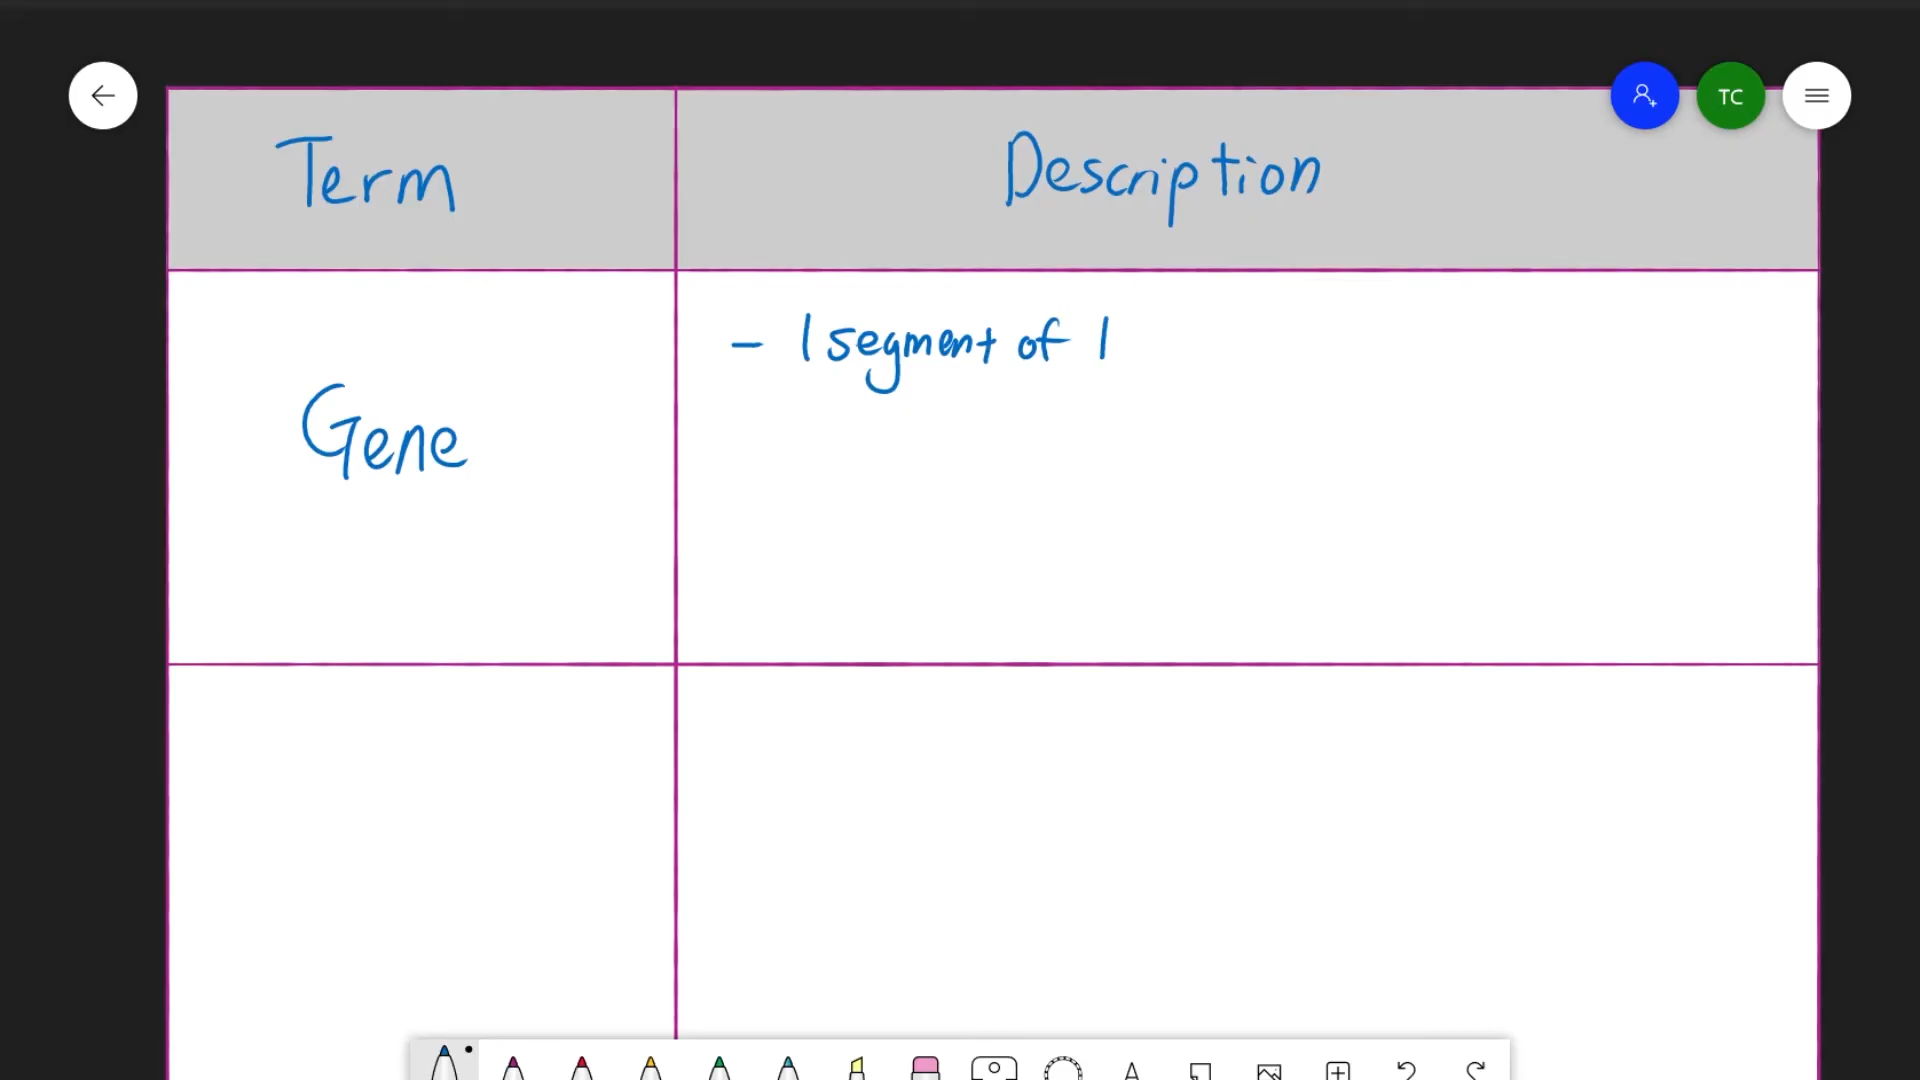 TC
Term
Description
Gene
- 1 segment of 1